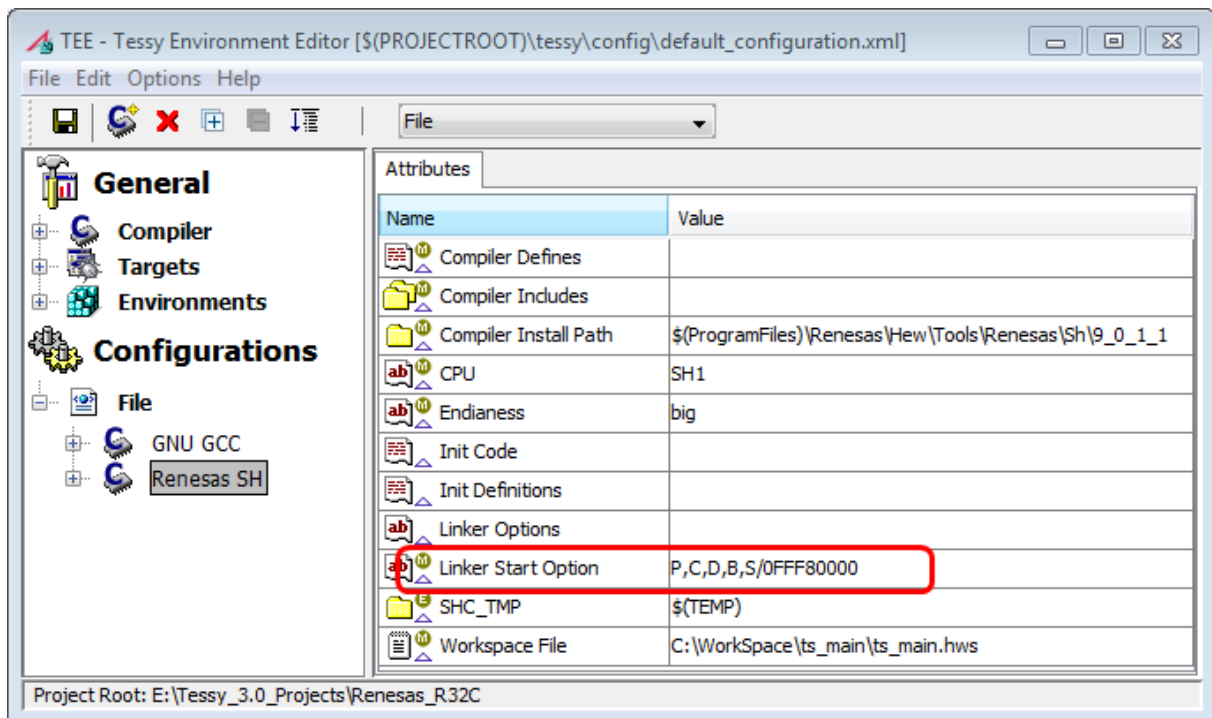 TEE - Tessy Environment Editor [$(PROJECTROOT)\tessy\config\default_configuration.xml]
File Edit Options Help
File
General
Compiler
Targets
Environments
Configurations
File
GNU GCC
Renesas SH
Attributes
Name Value
Compiler Defines
Compiler Includes
Compiler Install Path $(ProgramFiles)\Renesas\Hew\Tools\Renesas\Sh\9_0_1_1
CPU SH1
Endianess big
Init Code
Init Definitions
Linker Options
Linker Start Option P,C,D,B,S/0FFF80000
SHC_TMP $(TEMP)
Workspace File C:\WorkSpace\ts_main\ts_main.hws
Project Root: E:\Tessy_3.0_Projects\Renesas_R32C